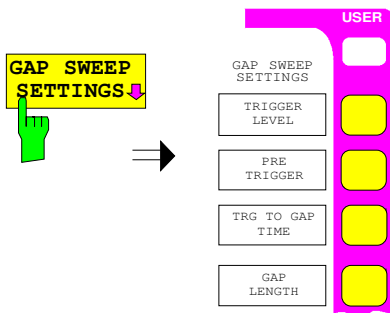 USER
GAP SWEEP
SETTINGS
GAP SWEEP
SETTINGS
TRIGGER
LEVEL
PRE
TRIGGER
TRG TO GAP
TIME
GAP
LENGTH